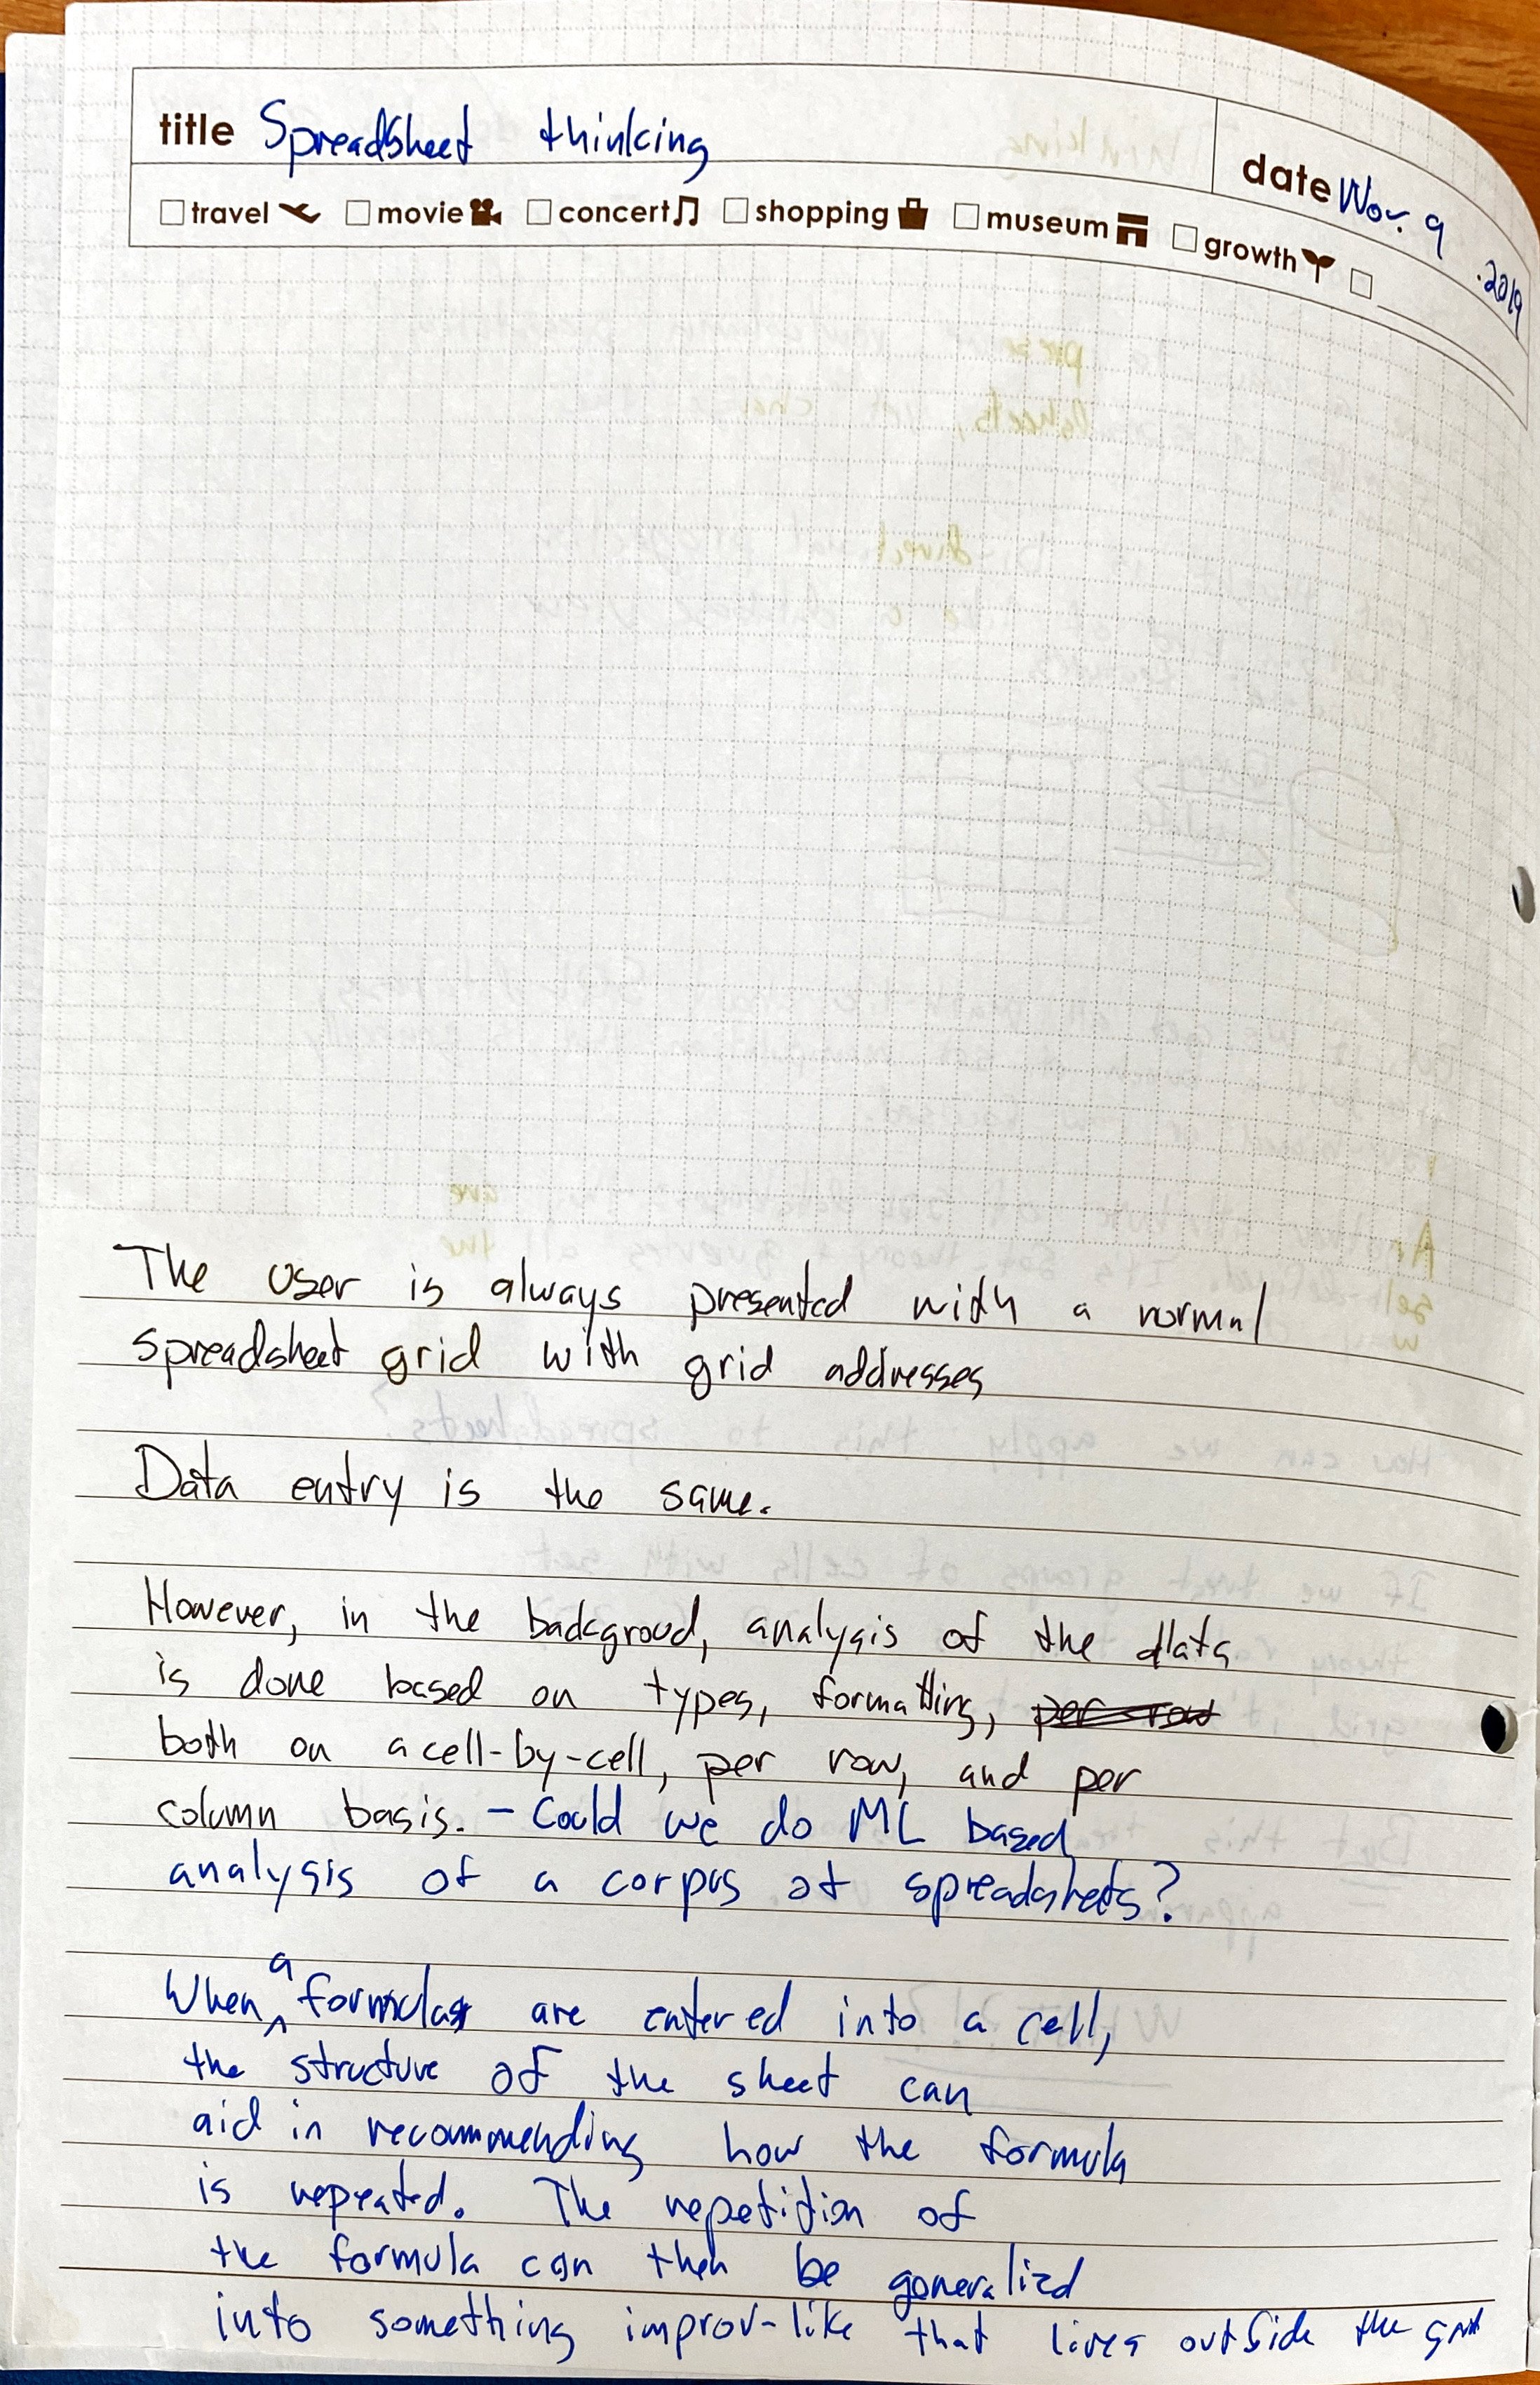 title Spreadsheet thinking
date Nov. 9 .2019
travel movie concert shopping museum growth
The user is always presented with a normal
spreadsheet grid with grid addresses
Data entry is the same.
However, in the backgroud, analysis of the data
is done based on types, formatting, per row
both on a cell-by-cell, per row, and per
column basis. - Could we do ML based
analysis of a corpus of spreadsheets?
When a formula are entered into a cell,
the structure of the sheet can
aid in recommending how the formula
is repeated. The repetition of
the formula can then be generalized
into something improv-like that lives outside the grid